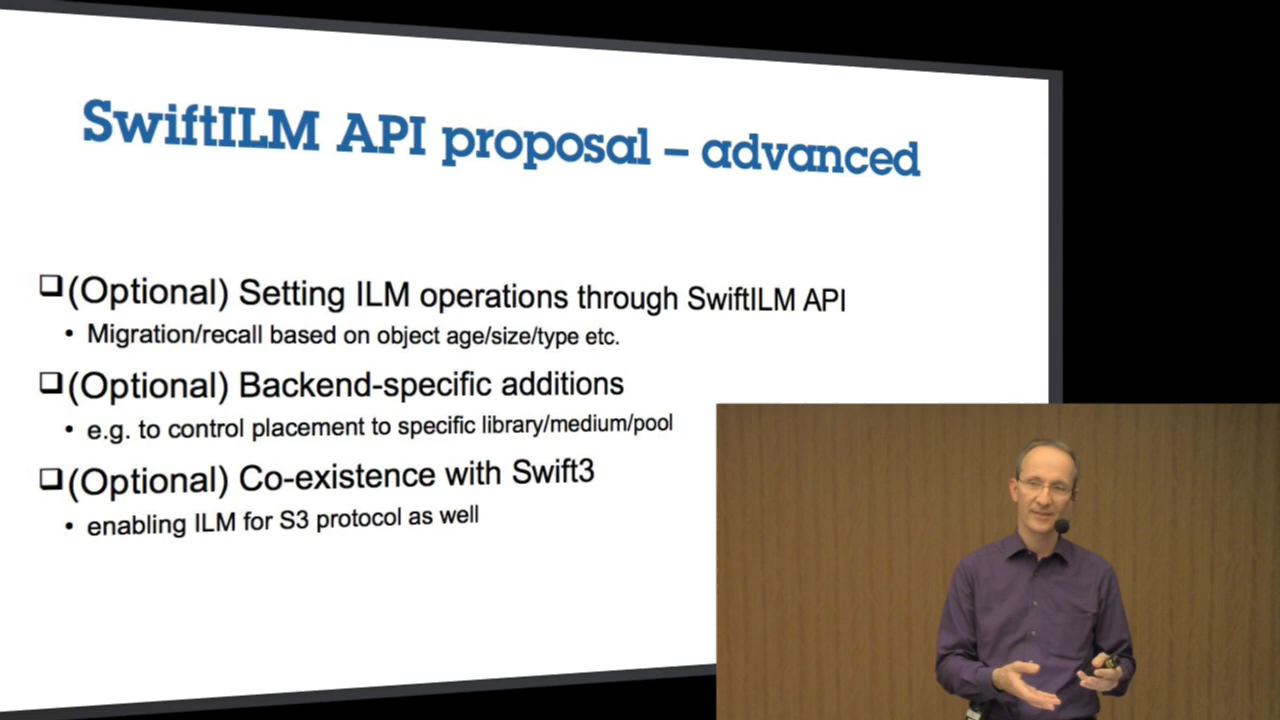 SwiftILM API proposal – advanced
❑(Optional) Setting ILM operations through SwiftILM API
• Migration/recall based on object age/size/type etc.
❑(Optional) Backend-specific additions
• e.g. to control placement to specific library/medium/pool
❑(Optional) Co-existence with Swift3
• enabling ILM for S3 protocol as well